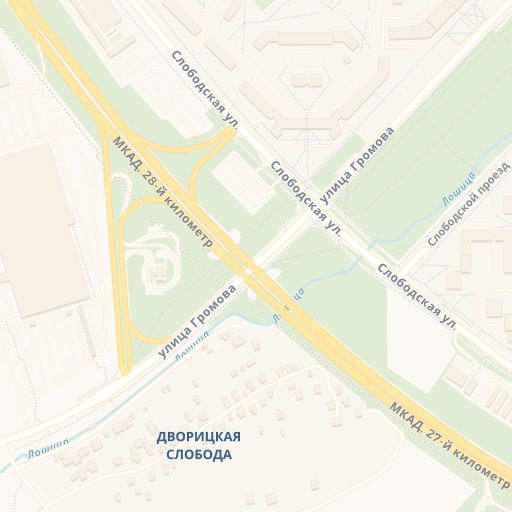 Слободская ул.
МКАД, 28-й километр
улица Громова
Слободская ул.
Лошица
Слободской проезд
Слободская ул.
улица Громова
Лошица
МКАД, 27-й километр
ДВОРИЦКАЯ
СЛОБОДА
Лошица